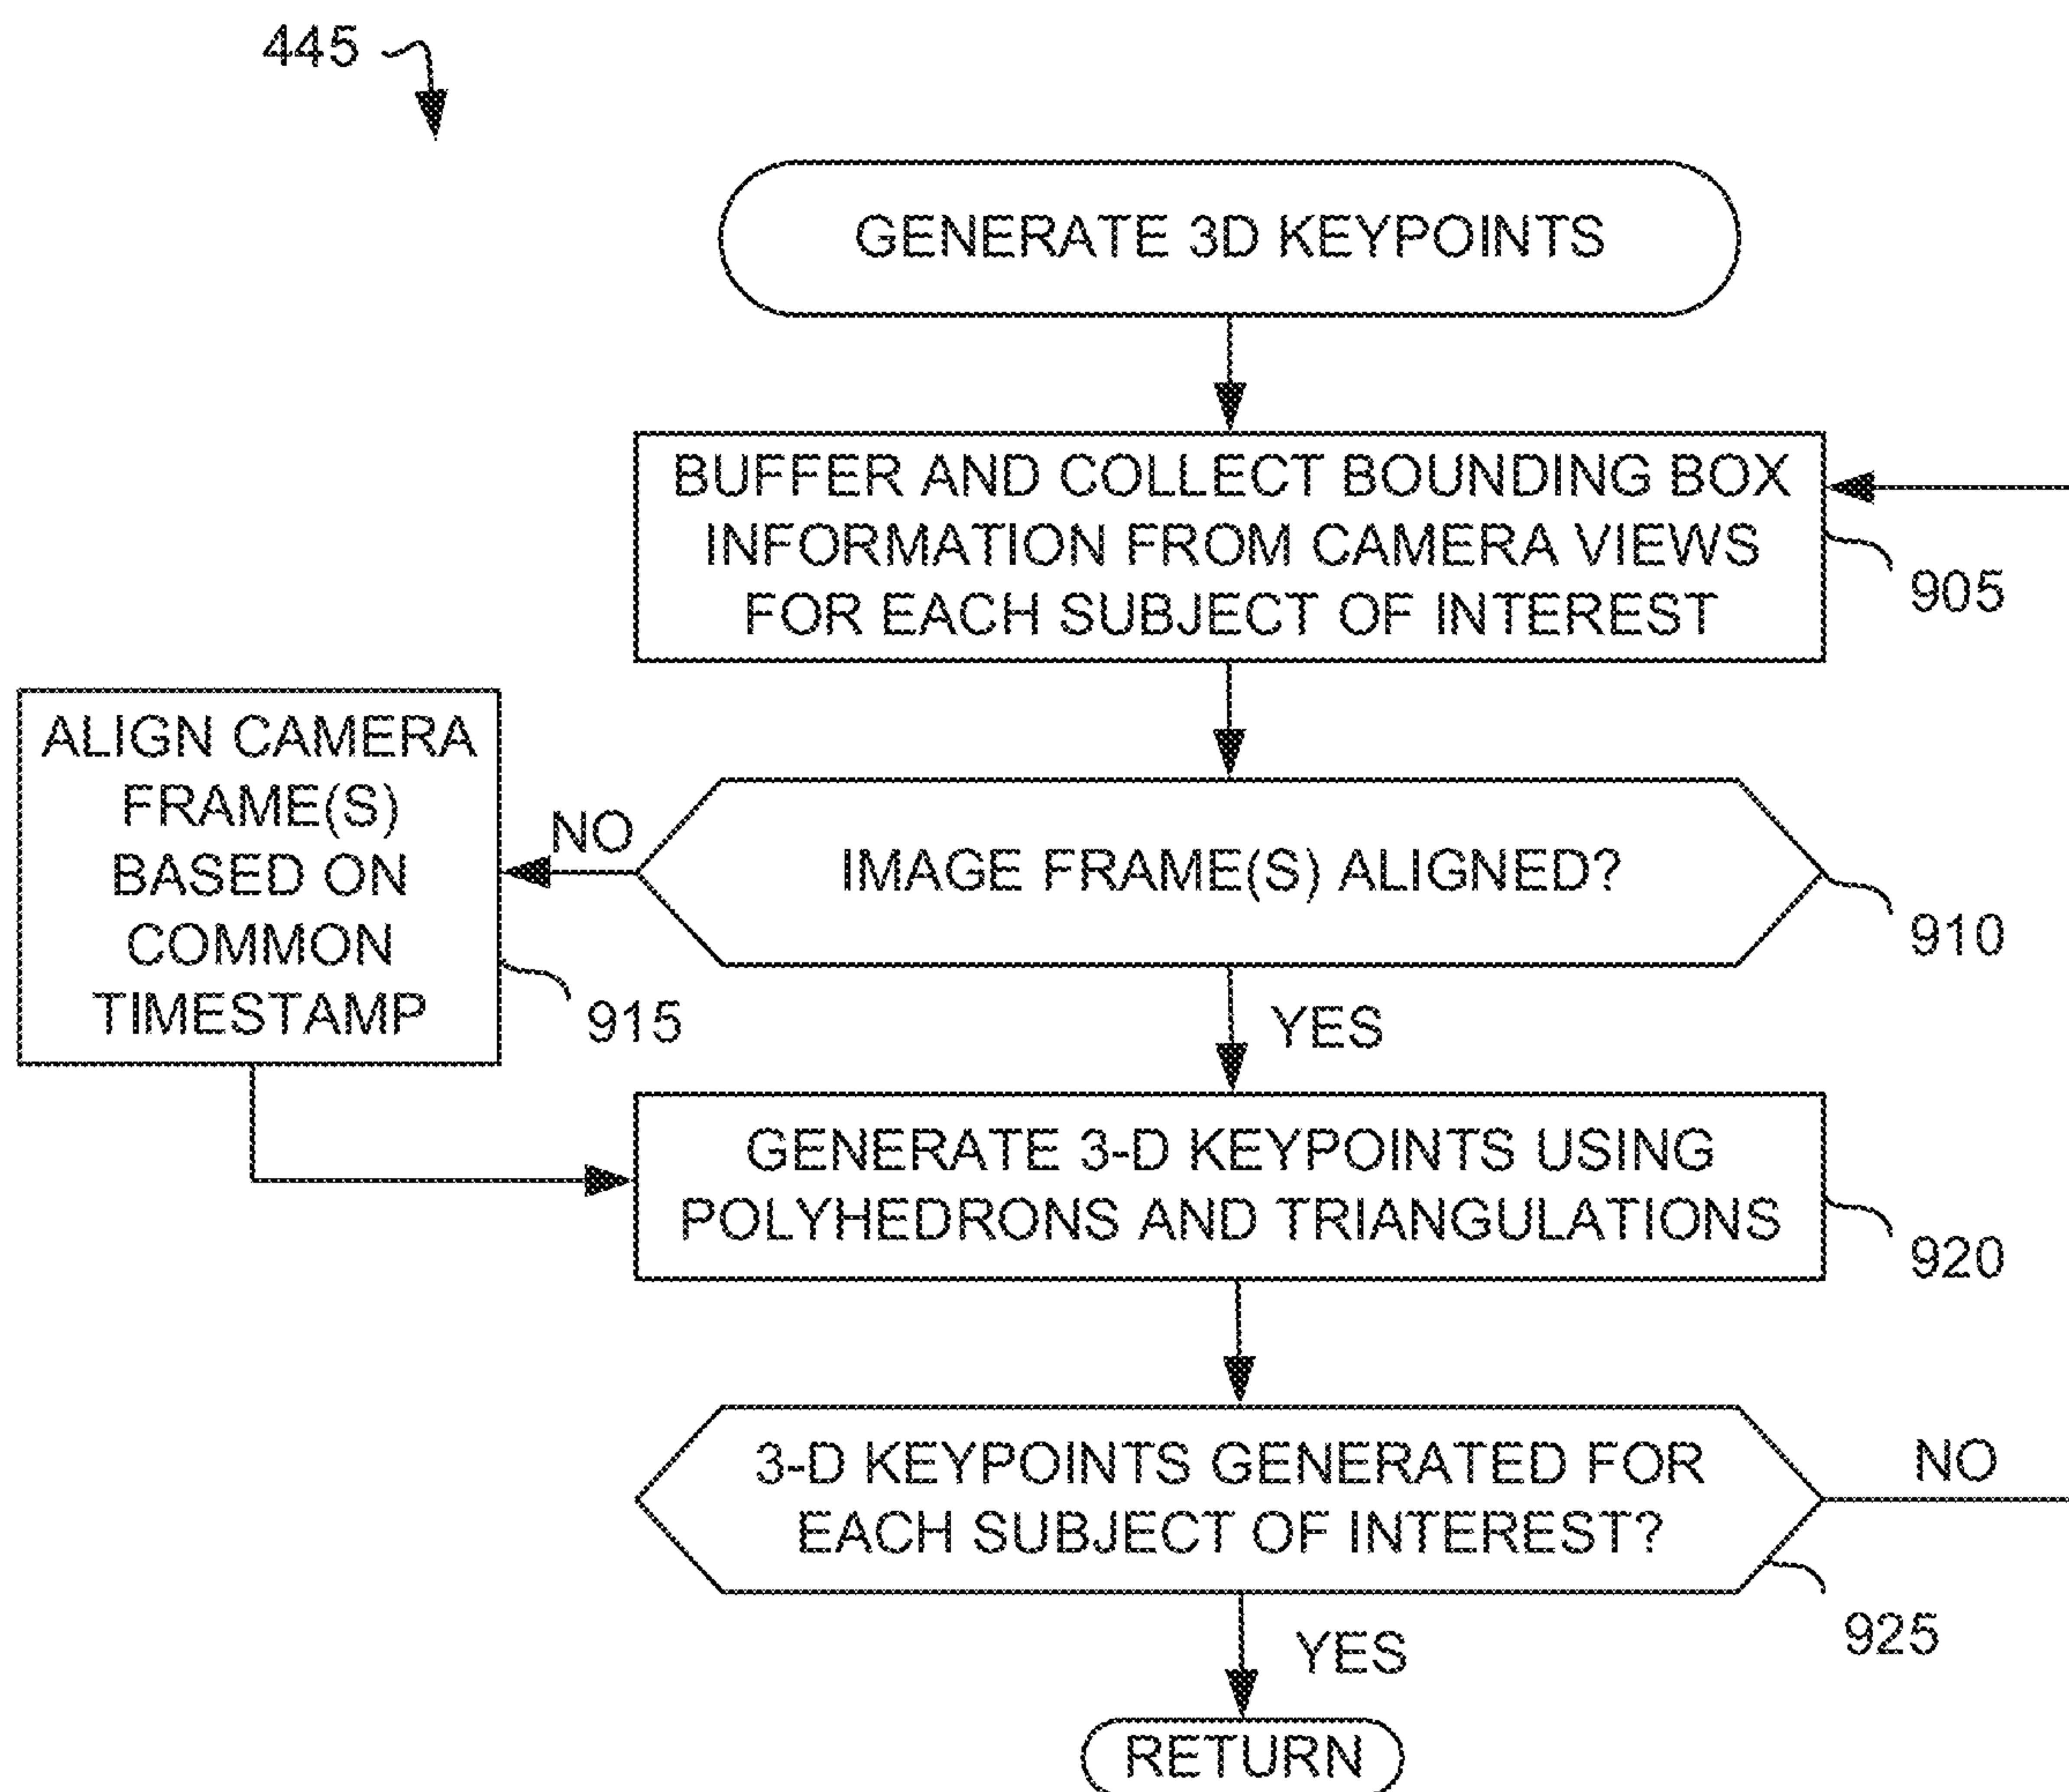 445
GENERATE 3D KEYPOINTS
BUFFER AND COLLECT BOUNDING BOX
INFORMATION FROM CAMERA VIEWS
FOR EACH SUBJECT OF INTEREST
905
ALIGN CAMERA
FRAME(S)
BASED ON
COMMON
TIMESTAMP
915
NO
IMAGE FRAME(S) ALIGNED?
910
YES
GENERATE 3-D KEYPOINTS USING
POLYHEDRONS AND TRIANGULATIONS
920
3-D KEYPOINTS GENERATED FOR
EACH SUBJECT OF INTEREST?
NO
925
YES
RETURN